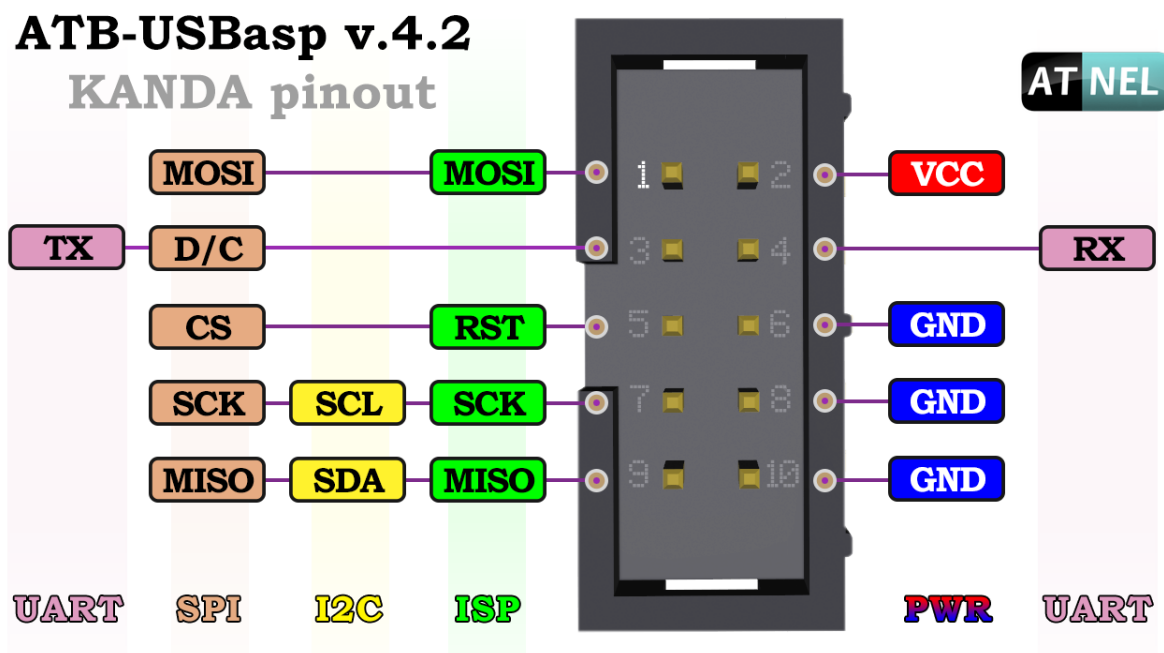 ATB-USBasp v.4.2
KANDA pinout
AT NEL
MOSI MOSI 1 2 VCC
TX D/C 3 4 RX
CS RST 5 6 GND
SCK SCL SCK 7 8 GND
MISO SDA MISO 9 10 GND
UART SPI I2C ISP PWR UART